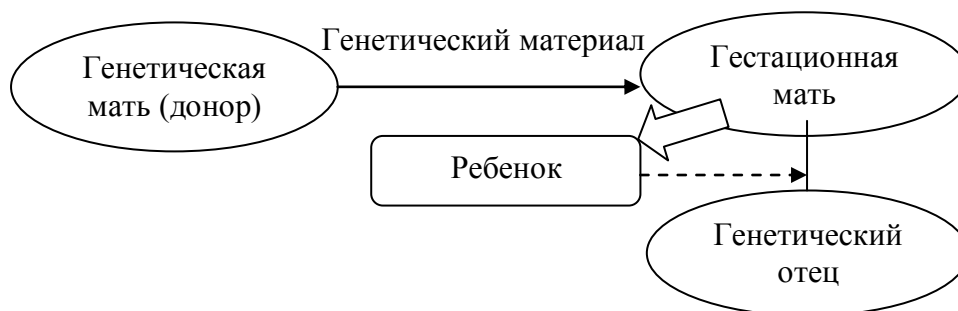 Генетический материал
Генетическая
мать (донор)
Гестационная
мать
Ребенок
Генетический
отец